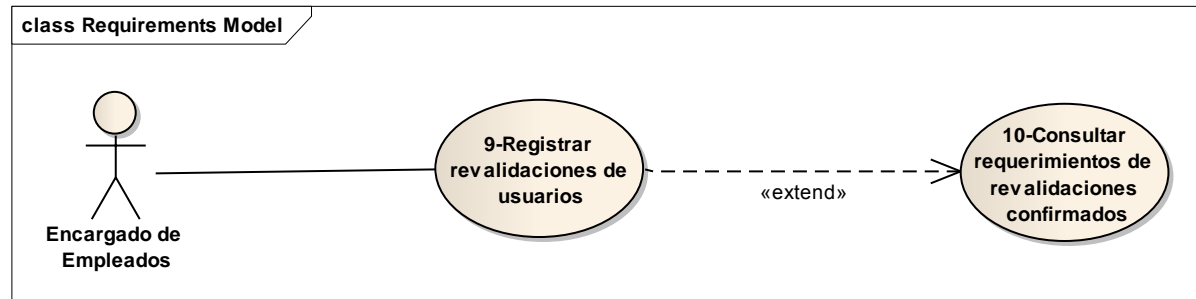 class Requirements Model
9-Registrar
revalidaciones de
usuarios
10-Consultar
requerimientos de
revalidaciones
confirmados
«extend»
Encargado de
Empleados